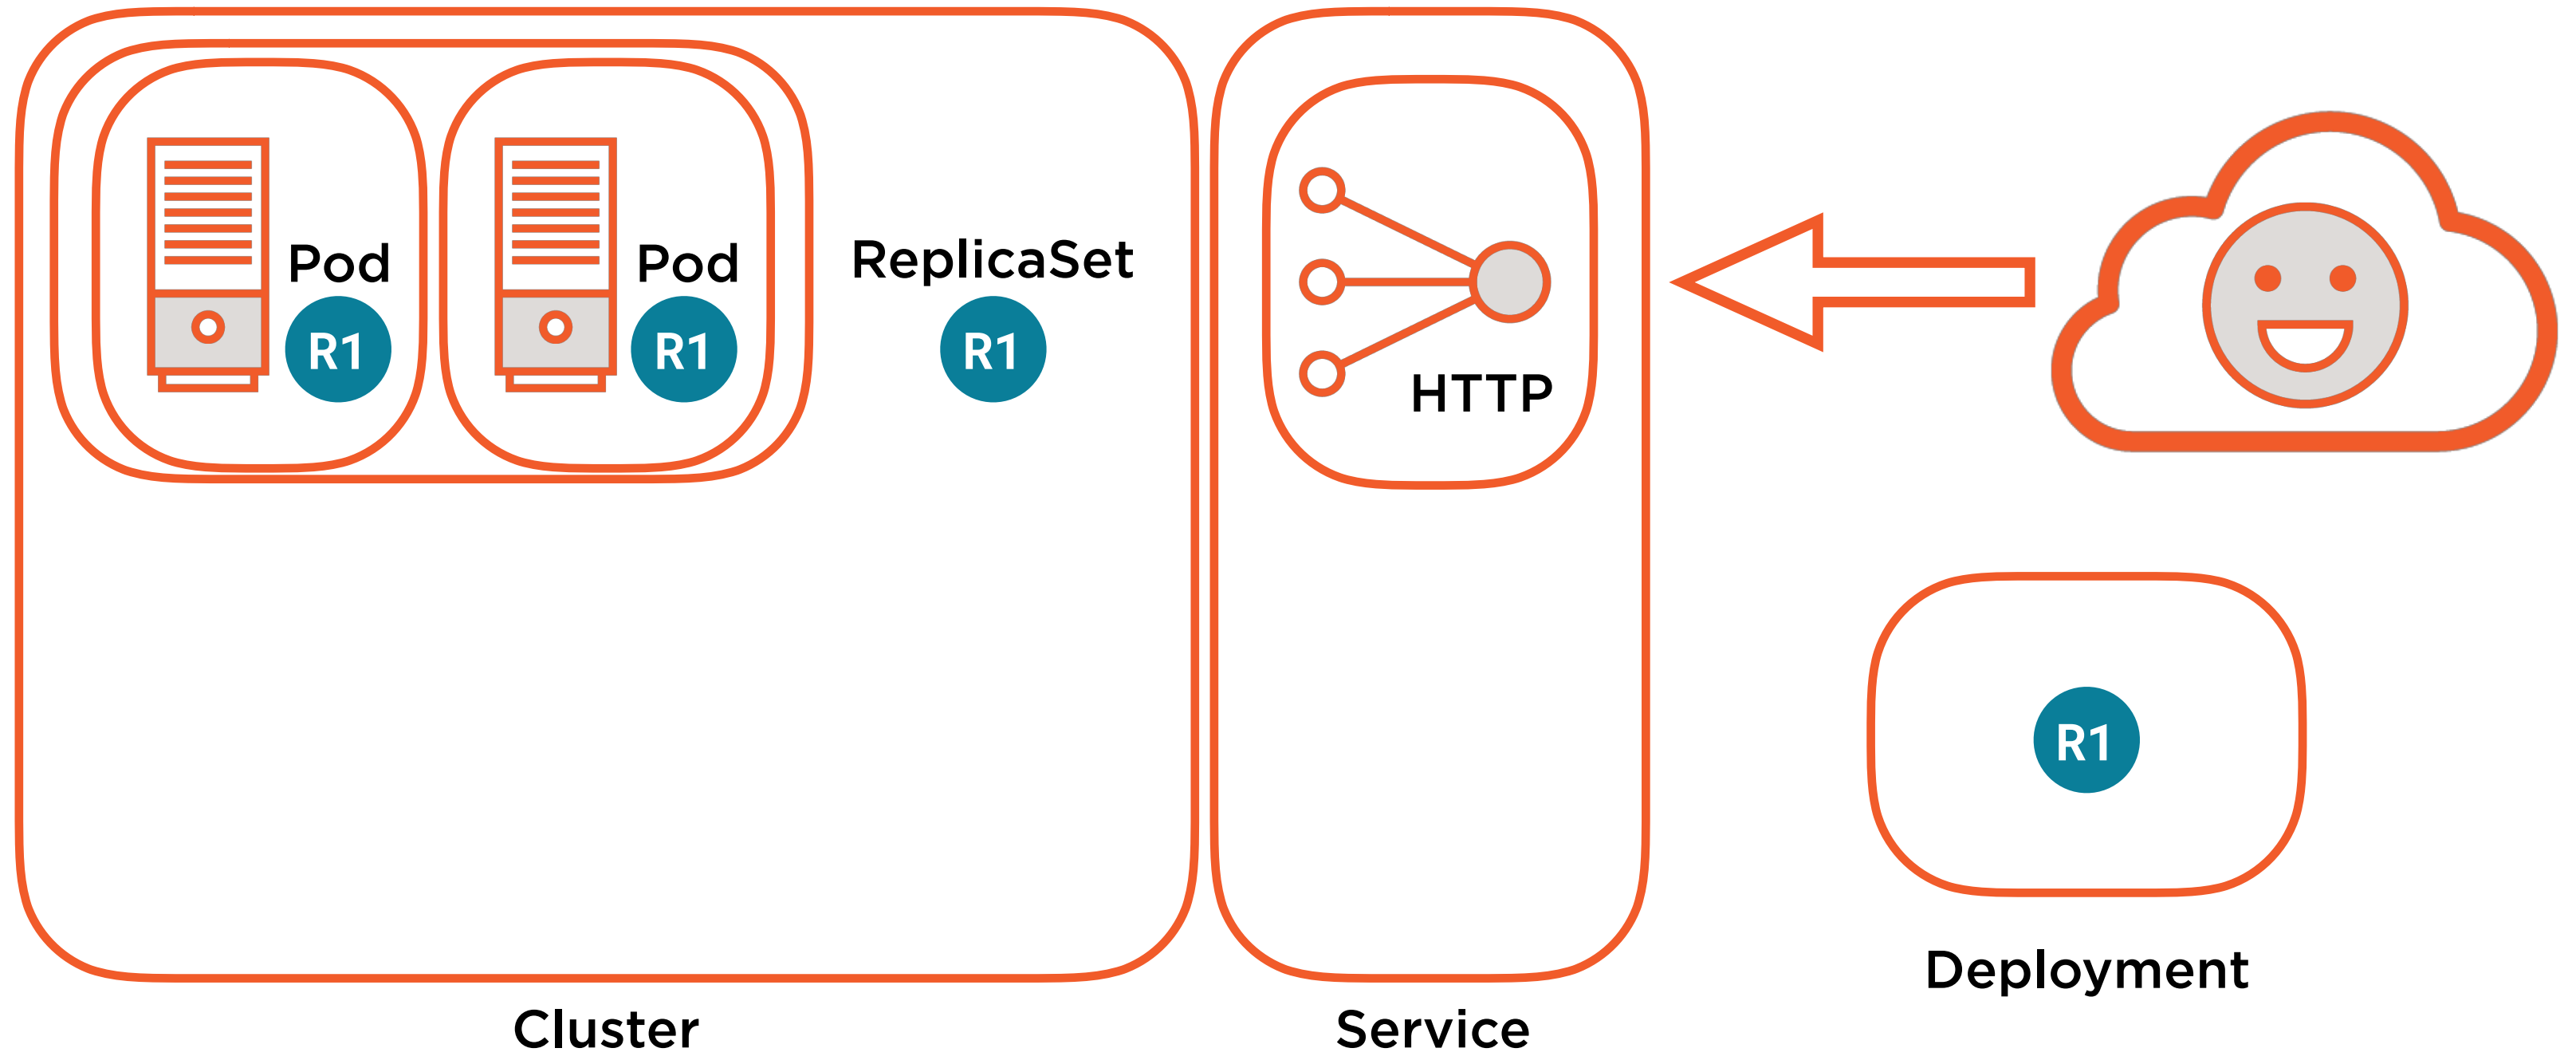 Pod
R1
Pod
R1
ReplicaSet
R1
HTTP
R1
Deployment
Cluster
Service